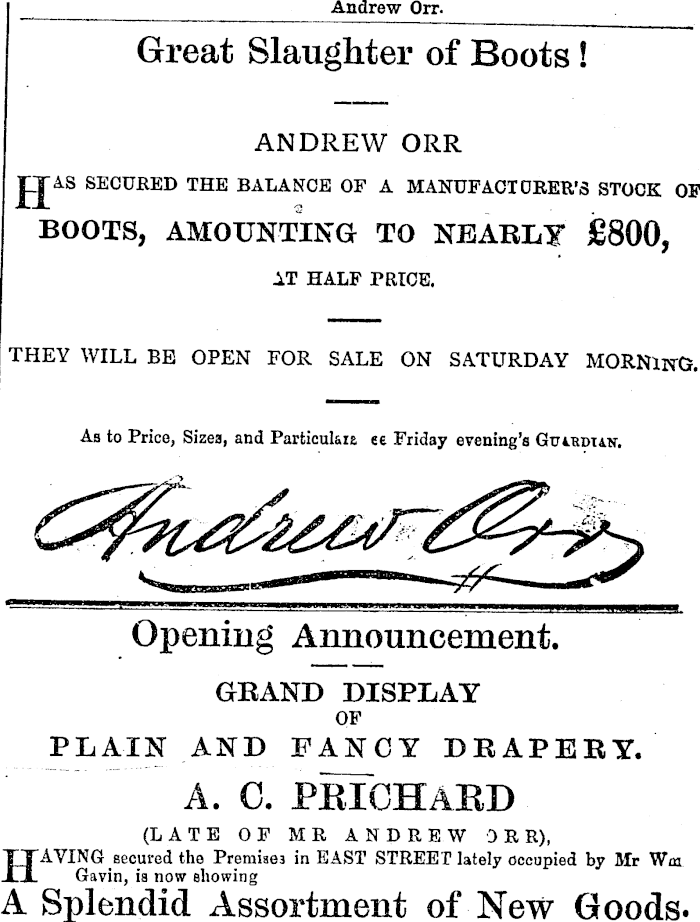 Andrew Orr.
Great Slaughter of Boots!
ANDREW ORR
HAS SECURED THE BALANCE OF A MANUFACTURER'S STOCK OF
BOOTS, AMOUNTING TO NEARLY £800,
AT HALF PRICE.
THEY WILL BE OPEN FOR SALE ON SATURDAY MORNING.
As to Price, Sizes, and Particulars ee Friday evening's GUARDIAN.
Andrew Orr
Opening Announcement.
GRAND DISPLAY
OF
PLAIN AND FANCY DRAPERY.
A. C. PRICHARD
(LATE OF MR ANDREW ORR),
HAVING secured the Premises in EAST STREET lately occupied by Mr Wm
Gavin, is now showing
A Splendid Assortment of New Goods.